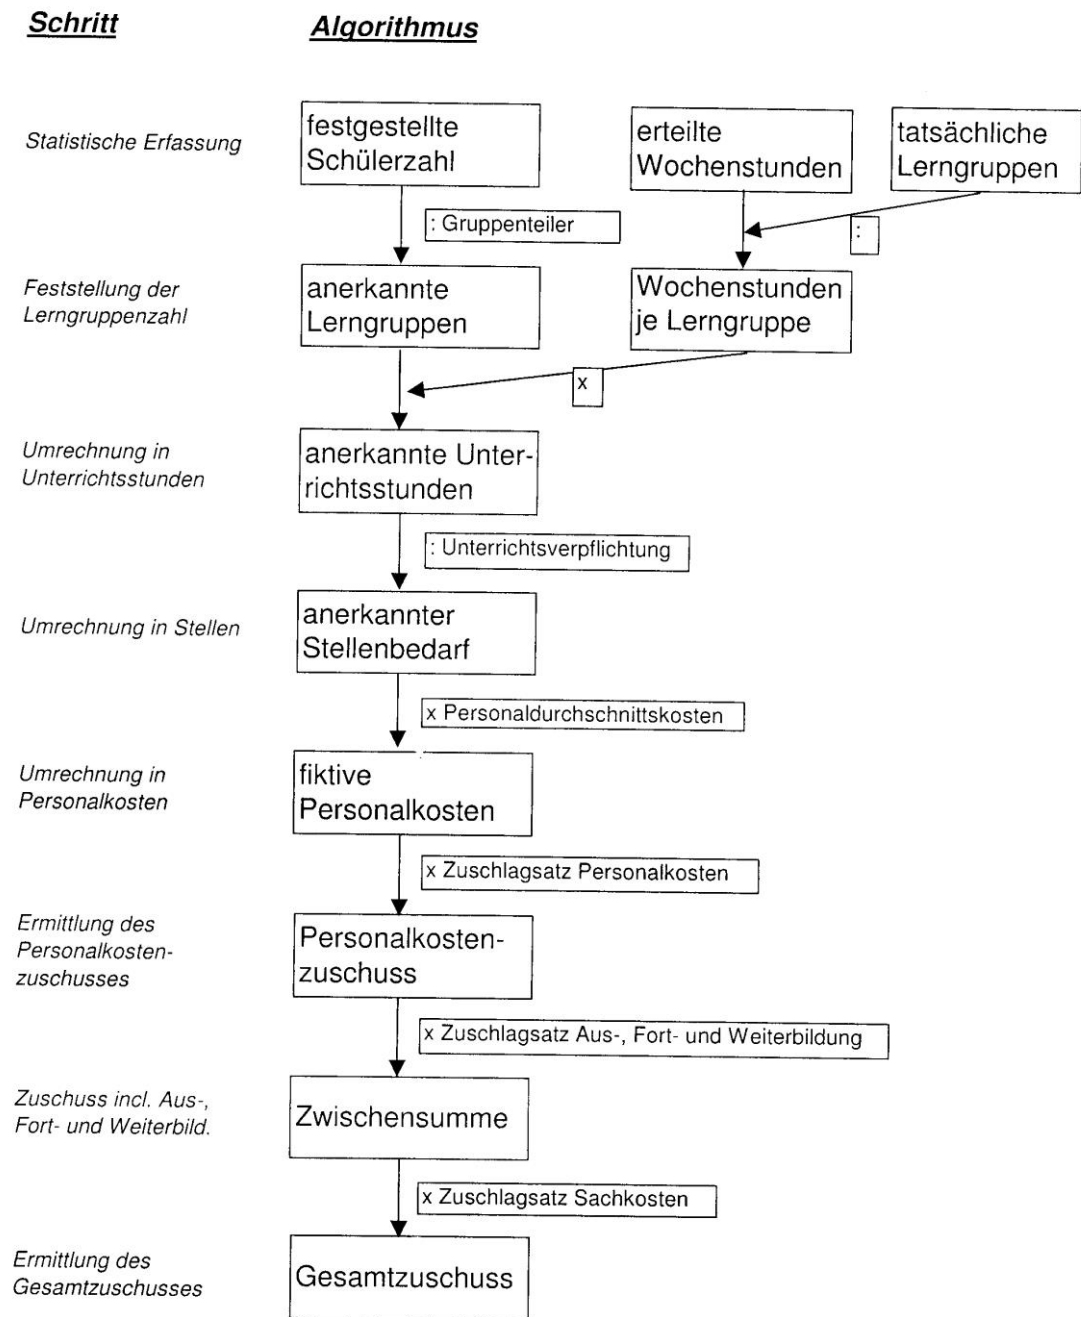 Schritt
Algorithmus
Statistische Erfassung
festgestellte
Schülerzahl
erteilte
Wochenstunden
tatsächliche
Lerngruppen
: Gruppenteiler
:
Feststellung der
Lerngruppenzahl
anerkannte
Lerngruppen
Wochenstunden
je Lerngruppe
x
Umrechnung in
Unterrichtsstunden
anerkannte Unter-
richtsstunden
: Unterrichtsverpflichtung
Umrechnung in Stellen
anerkannter
Stellenbedarf
x Personaldurchschnittskosten
Umrechnung in
Personalkosten
fiktive
Personalkosten
x Zuschlagsatz Personalkosten
Ermittlung des
Personalkosten-
zuschusses
Personalkosten-
zuschuss
x Zuschlagsatz Aus-, Fort- und Weiterbildung
Zuschuss incl. Aus-,
Fort- und Weiterbild.
Zwischensumme
x Zuschlagsatz Sachkosten
Ermittlung des
Gesamtzuschusses
Gesamtzuschuss